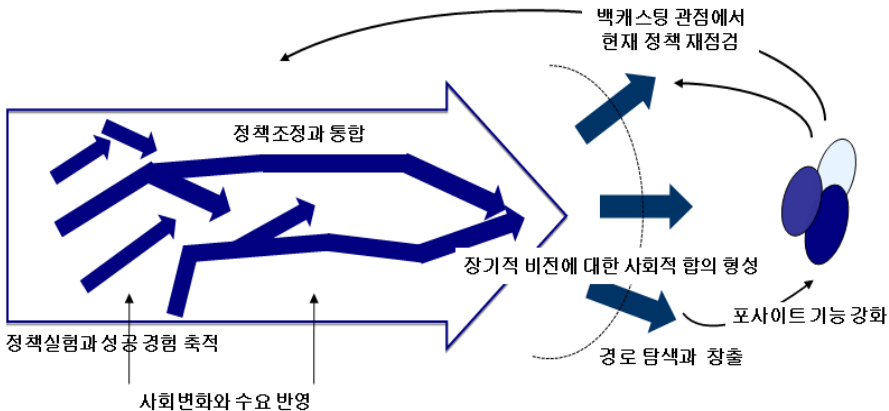 백캐스팅 관점에서
현재 정책 재점검
정책조정과 통합
장기적 비전에 대한 사회적 합의 형성
포사이트 기능 강화
정책실험과 성공 경험 축적
경로 탐색과 창출
사회변화와 수요 반영